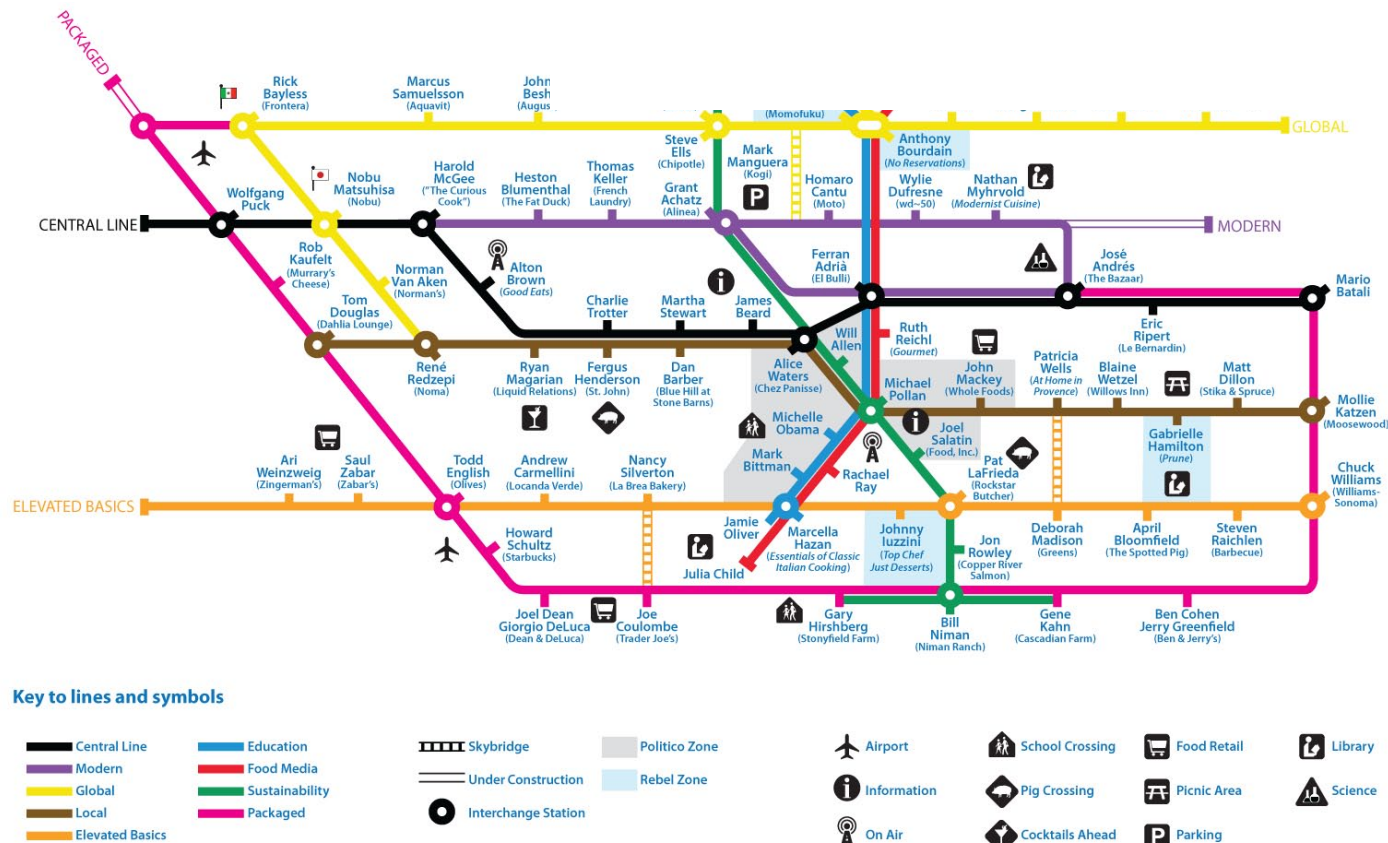 PACKAGED
Rick
Bayless
(Frontera)
Marcus
Samuelsson
(Aquavit)
John
Besh
(Augus
(Momofuku)
GLOBAL
Steve
Ells
(Chipotle)
Mark
Manguera
(Kogi)
Anthony
Bourdain
(No Reservations)
Wolfgang
Puck
Nobu
Matsuhisa
(Nobu)
Harold
McGee
("The Curious
Cook")
Heston
Blumenthal
(The Fat Duck)
Thomas
Keller
(French
Laundry)
Grant
Achatz
(Alinea)
P
Homaro
Cantu
(Moto)
Wylie
Dufresne
(wd~50)
Nathan
Myhrvold
(Modernist Cuisine)
CENTRAL LINE
MODERN
Rob
Kaufelt
(Murrary's
Cheese)
Norman
Van Aken
(Norman's)
Alton
Brown
(Good Eats)
i
Ferran
Adrià
(El Bulli)
José
Andrés
(The Bazaar)
Mario
Batali
Tom
Douglas
(Dahlia Lounge)
Charlie
Trotter
Martha
Stewart
James
Beard
Will
Allen
Ruth
Reichl
(Gourmet)
Eric
Ripert
(Le Bernardin)
René
Redzepi
(Noma)
Ryan
Magarian
(Liquid Relations)
Fergus
Henderson
(St. John)
Dan
Barber
(Blue Hill at
Stone Barns)
Alice
Waters
(Chez Panisse)
Michael
Pollan
John
Mackey
(Whole Foods)
Patricia
Wells
(At Home in
Provence)
Blaine
Wetzel
(Willows Inn)
Matt
Dillon
(Stika & Spruce)
Mollie
Katzen
(Moosewood)
Michelle
Obama
i
Joel
Salatin
(Food, Inc.)
Gabrielle
Hamilton
(Prune)
Ari
Weinzweig
(Zingerman's)
Saul
Zabar
(Zabar's)
Todd
English
(Olives)
Andrew
Carmellini
(Locanda Verde)
Nancy
Silverton
(La Brea Bakery)
Mark
Bittman
Rachael
Ray
Pat
LaFrieda
(Rockstar
Butcher)
Chuck
Williams
(Williams-
Sonoma)
ELEVATED BASICS
Howard
Schultz
(Starbucks)
Jamie
Oliver
Marcella
Hazan
(Essentials of Classic
Italian Cooking)
Johnny
Iuzzini
(Top Chef
Just Desserts)
Jon
Rowley
(Copper River
Salmon)
Deborah
Madison
(Greens)
April
Bloomfield
(The Spotted Pig)
Steven
Raichlen
(Barbecue)
Julia Child
Joel Dean
Giorgio DeLuca
(Dean & DeLuca)
Joe
Coulombe
(Trader Joe's)
Gary
Hirshberg
(Stonyfield Farm)
Bill
Niman
(Niman Ranch)
Gene
Kahn
(Cascadian Farm)
Ben Cohen
Jerry Greenfield
(Ben & Jerry's)
Key to lines and symbols
Central Line
Modern
Global
Local
Elevated Basics
Education
Food Media
Sustainability
Packaged
Skybridge
Under Construction
Interchange Station
Politico Zone
Rebel Zone
Airport
i
Information
On Air
School Crossing
Pig Crossing
Cocktails Ahead
Food Retail
Picnic Area
P
Parking
Library
Science